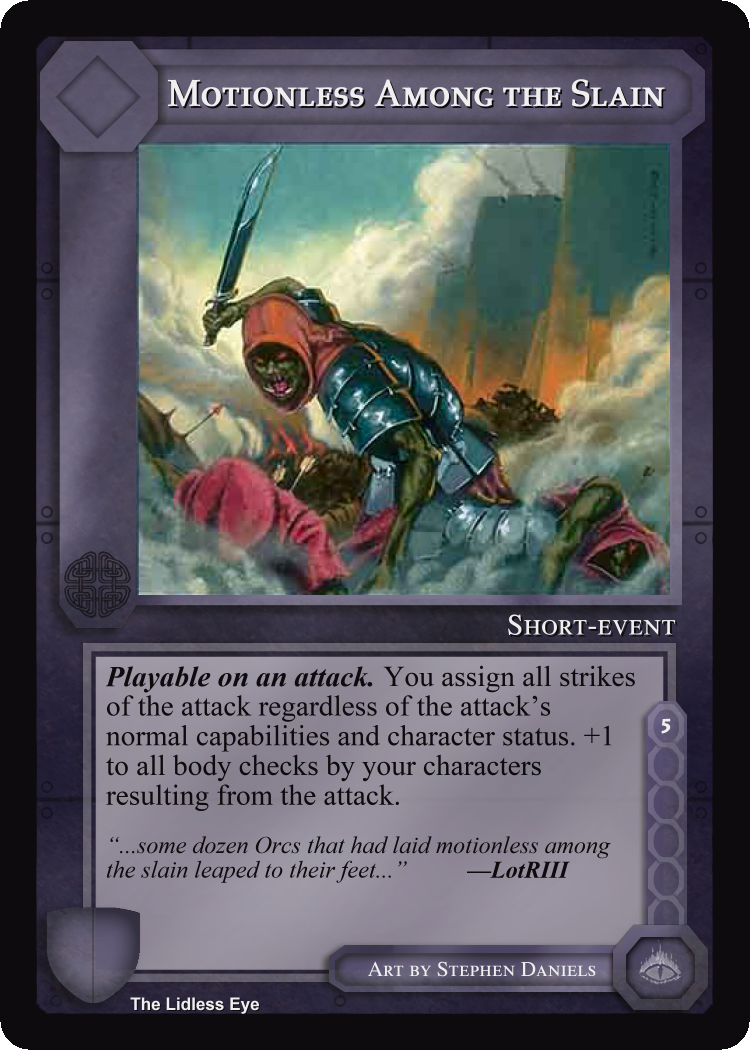 Motionless Among the Slain
Short-event
Playable on an attack. You assign all strikes
of the attack regardless of the attack's
normal capabilities and character status. +1
to all body checks by your characters
resulting from the attack.
5
"...some dozen Orcs that had laid motionless among
the slain leaped to their feet..." —LotRIII
Art by Stephen Daniels
The Lidless Eye